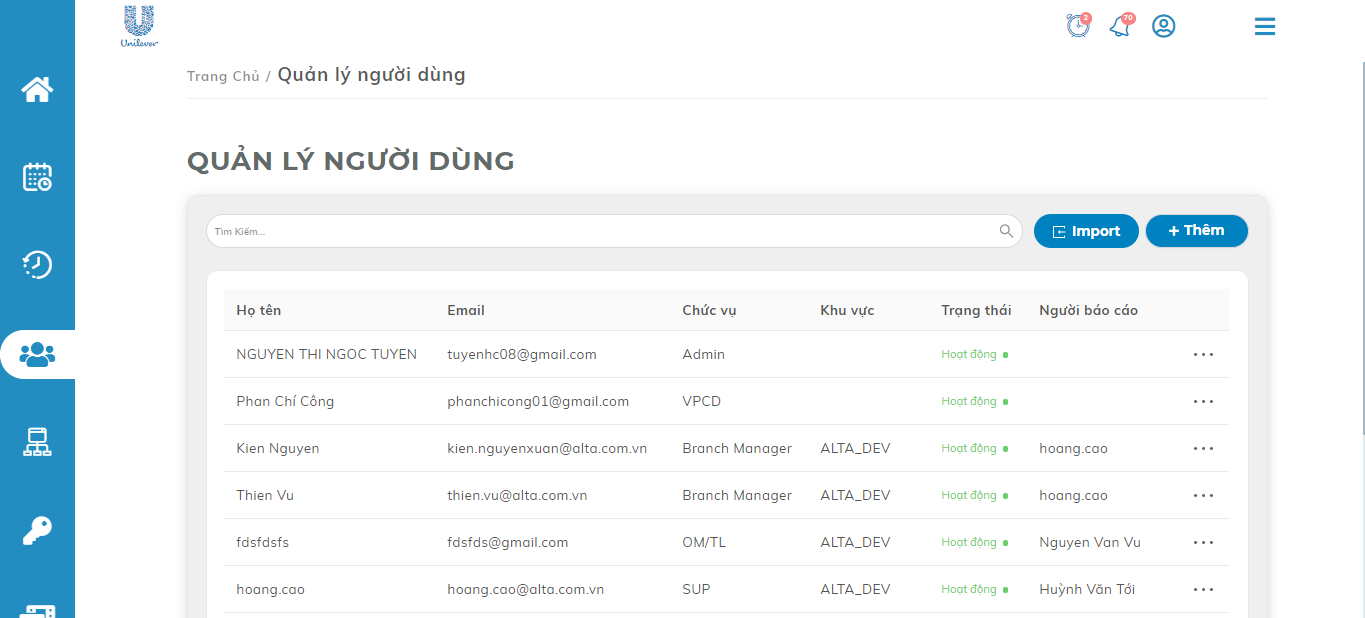 Unilever
2
70
Trang Chủ / Quản lý người dùng
QUẢN LÝ NGƯỜI DÙNG
Tìm Kiếm...
Import
+ Thêm
Họ tên Email Chức vụ Khu vực Trạng thái Người báo cáo
NGUYEN THI NGOC TUYEN tuyenhc08@gmail.com Admin Hoạt động
Phan Chí Công phanchicong01@gmail.com VPCD Hoạt động
Kien Nguyen kien.nguyenxuan@alta.com.vn Branch Manager ALTA_DEV Hoạt động hoang.cao
Thien Vu thien.vu@alta.com.vn Branch Manager ALTA_DEV Hoạt động hoang.cao
fdsfdsfs fdsfds@gmail.com OM/TL ALTA_DEV Hoạt động Nguyen Van Vu
hoang.cao hoang.cao@alta.com.vn SUP ALTA_DEV Hoạt động Huỳnh Văn Tới